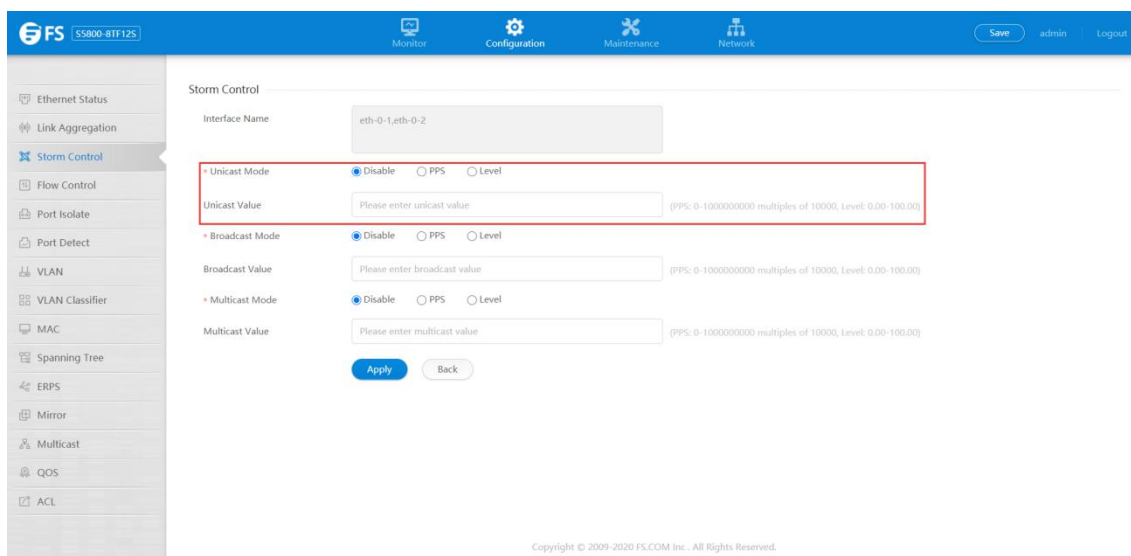 FS S5800-8TF12S
Monitor
Configuration
Maintenance
Network
Save
admin
Logout
Ethernet Status
Link Aggregation
Storm Control
Flow Control
Port Isolate
Port Detect
VLAN
VLAN Classifier
MAC
Spanning Tree
ERPS
Mirror
Multicast
QOS
ACL
Storm Control
Interface Name eth-0-1,eth-0-2
* Unicast Mode Disable PPS Level
Unicast Value Please enter unicast value (PPS: 0-1000000000 multiples of 10000, Level: 0.00-100.00)
* Broadcast Mode Disable PPS Level
Broadcast Value Please enter broadcast value (PPS: 0-1000000000 multiples of 10000, Level: 0.00-100.00)
* Multicast Mode Disable PPS Level
Multicast Value Please enter multicast value (PPS: 0-1000000000 multiples of 10000, Level: 0.00-100.00)
Apply Back
Copyright © 2009-2020 FS.COM Inc . All Rights Reserved.